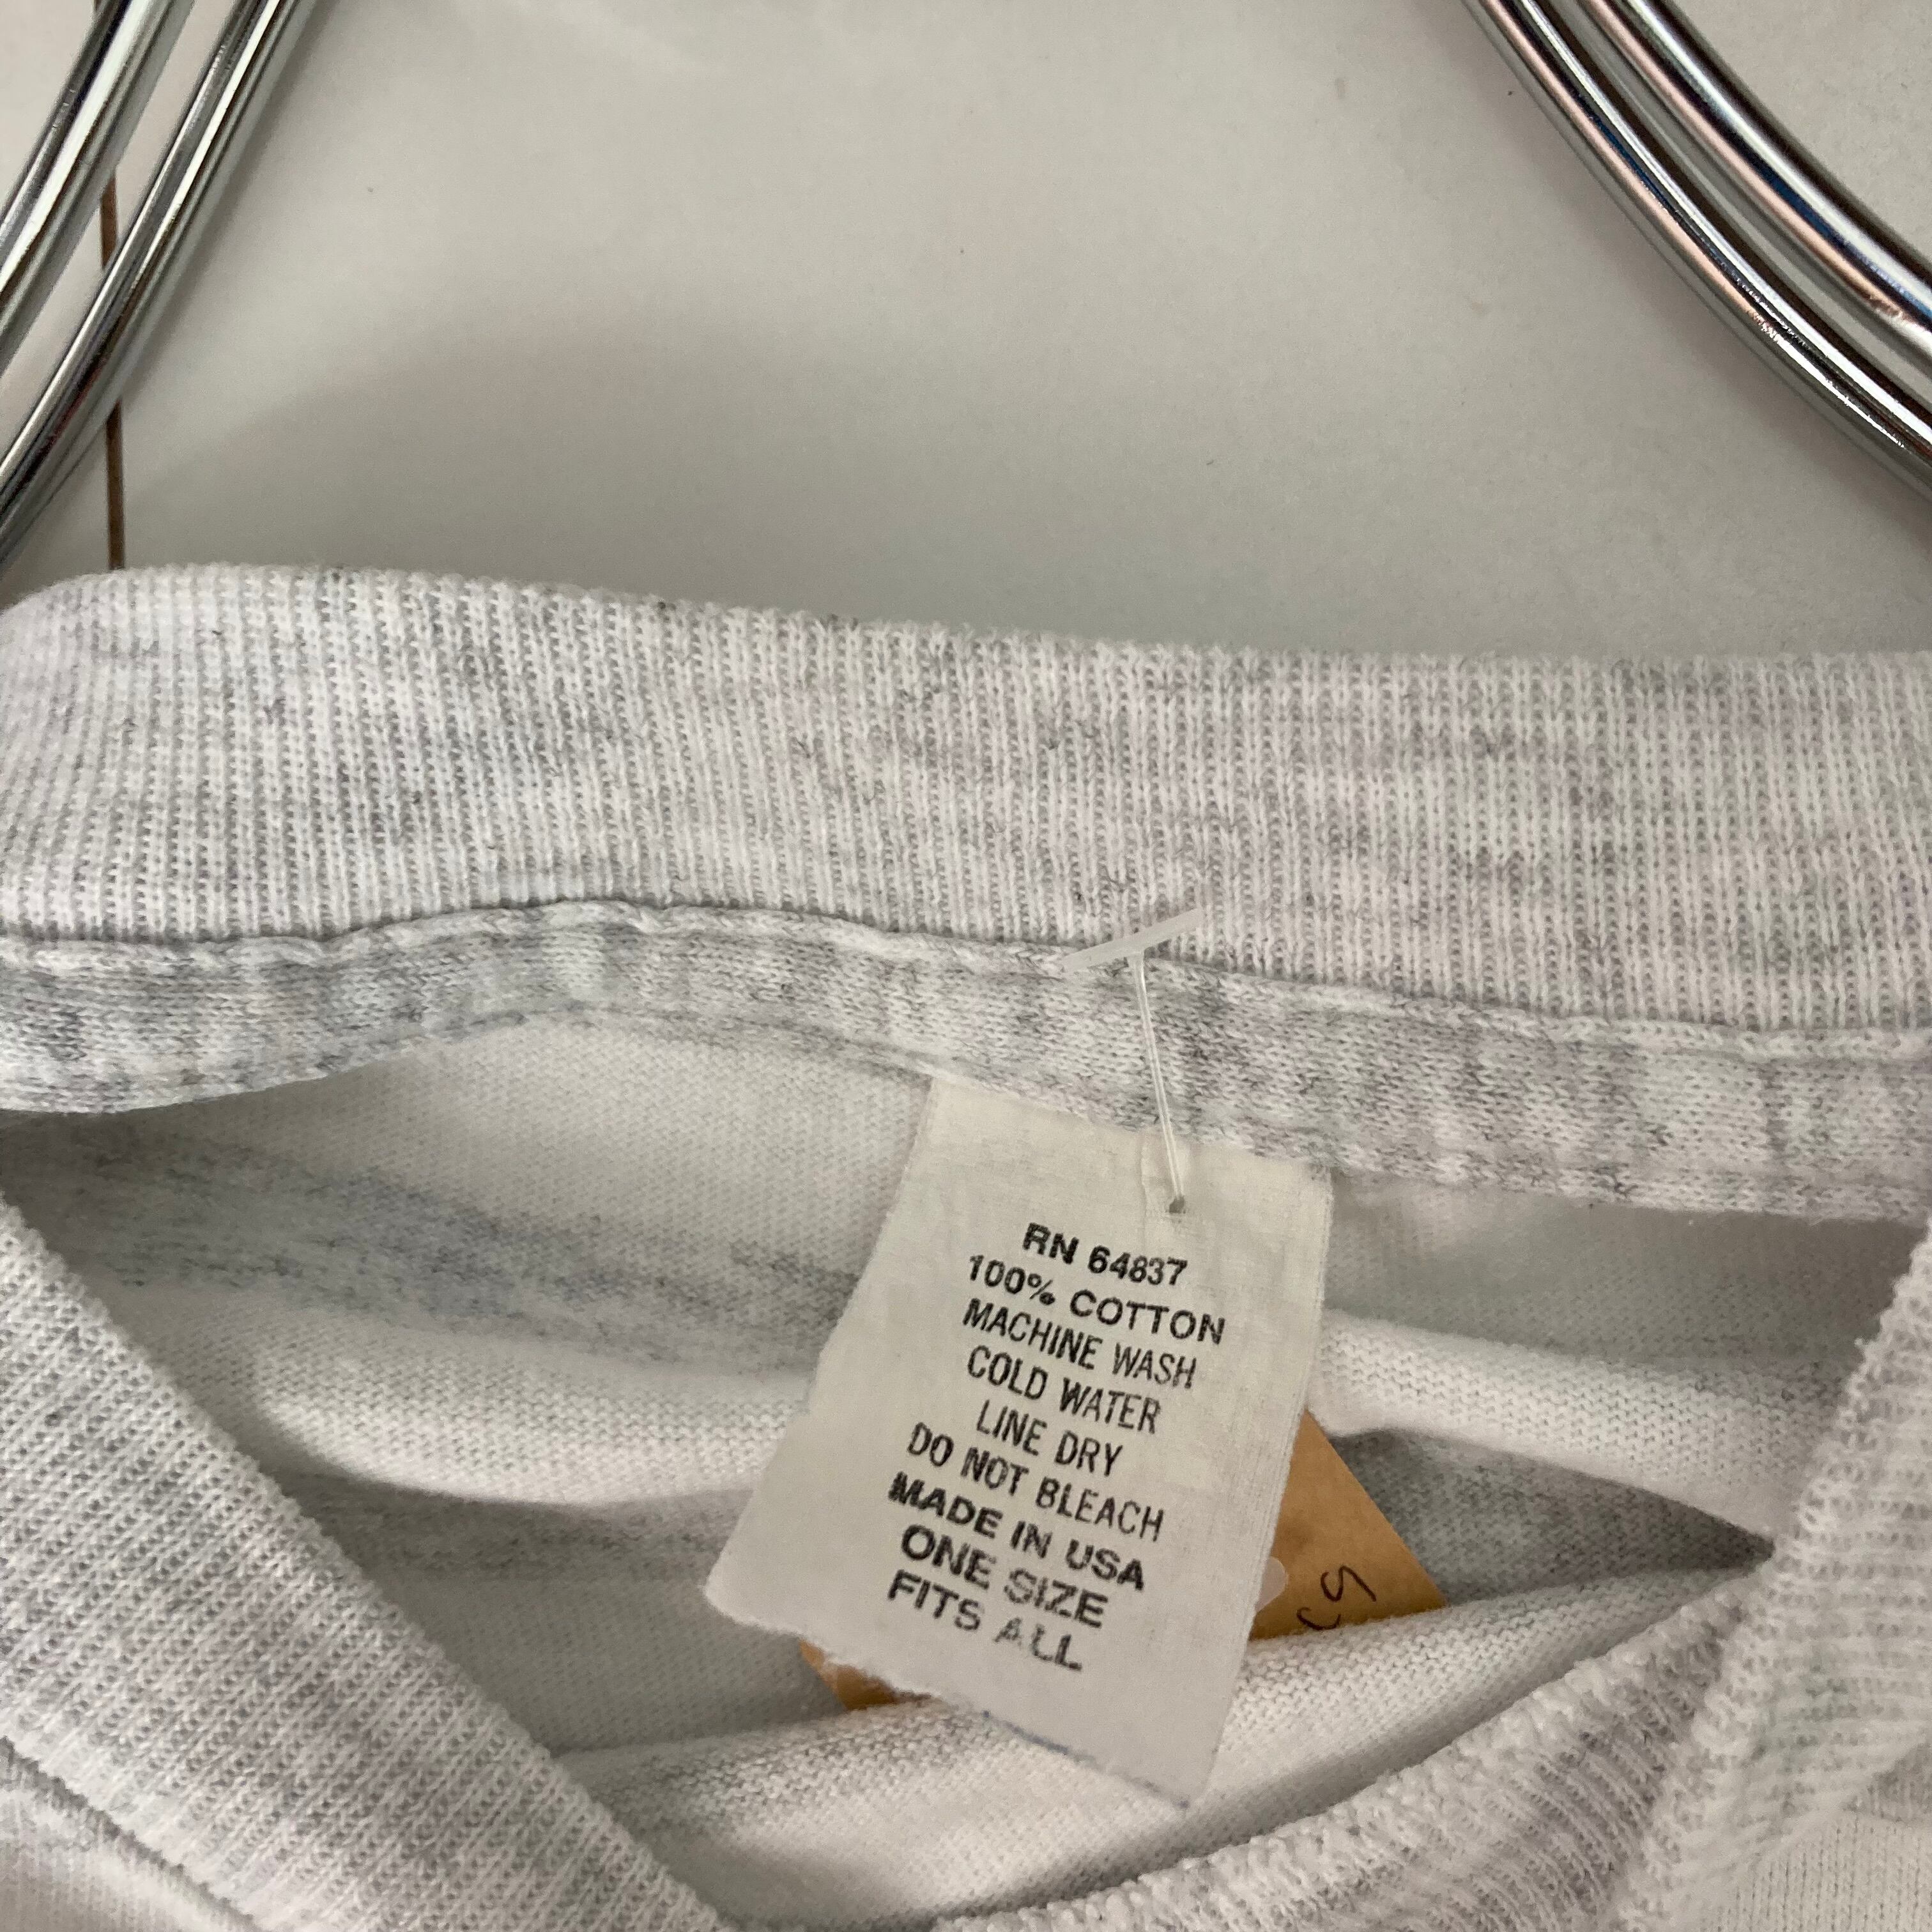 RN 64837
100% COTTON
MACHINE WASH
COLD WATER
LINE DRY
DO NOT BLEACH
MADE IN USA
ONE SIZE
FITS ALL